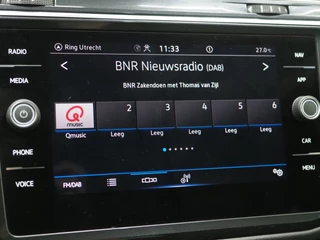 RADIO
MEDIA
PHONE
VOICE
Ring Utrecht 11:33 27.0°C
BNR Nieuwsradio (DAB)
BNR Zakendoen met Thomas van Zijl
2 3 4 5 6
Q music
Qmusic Leeg Leeg Leeg Leeg Leeg
FM/DAB
NAV
APP
CAR
MENU